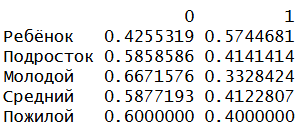 0 1
Ребёнок 0.4255319 0.5744681
Подросток 0.5858586 0.4141414
Молодой 0.6671576 0.3328424
Средний 0.5877193 0.4122807
Пожилой 0.6000000 0.4000000